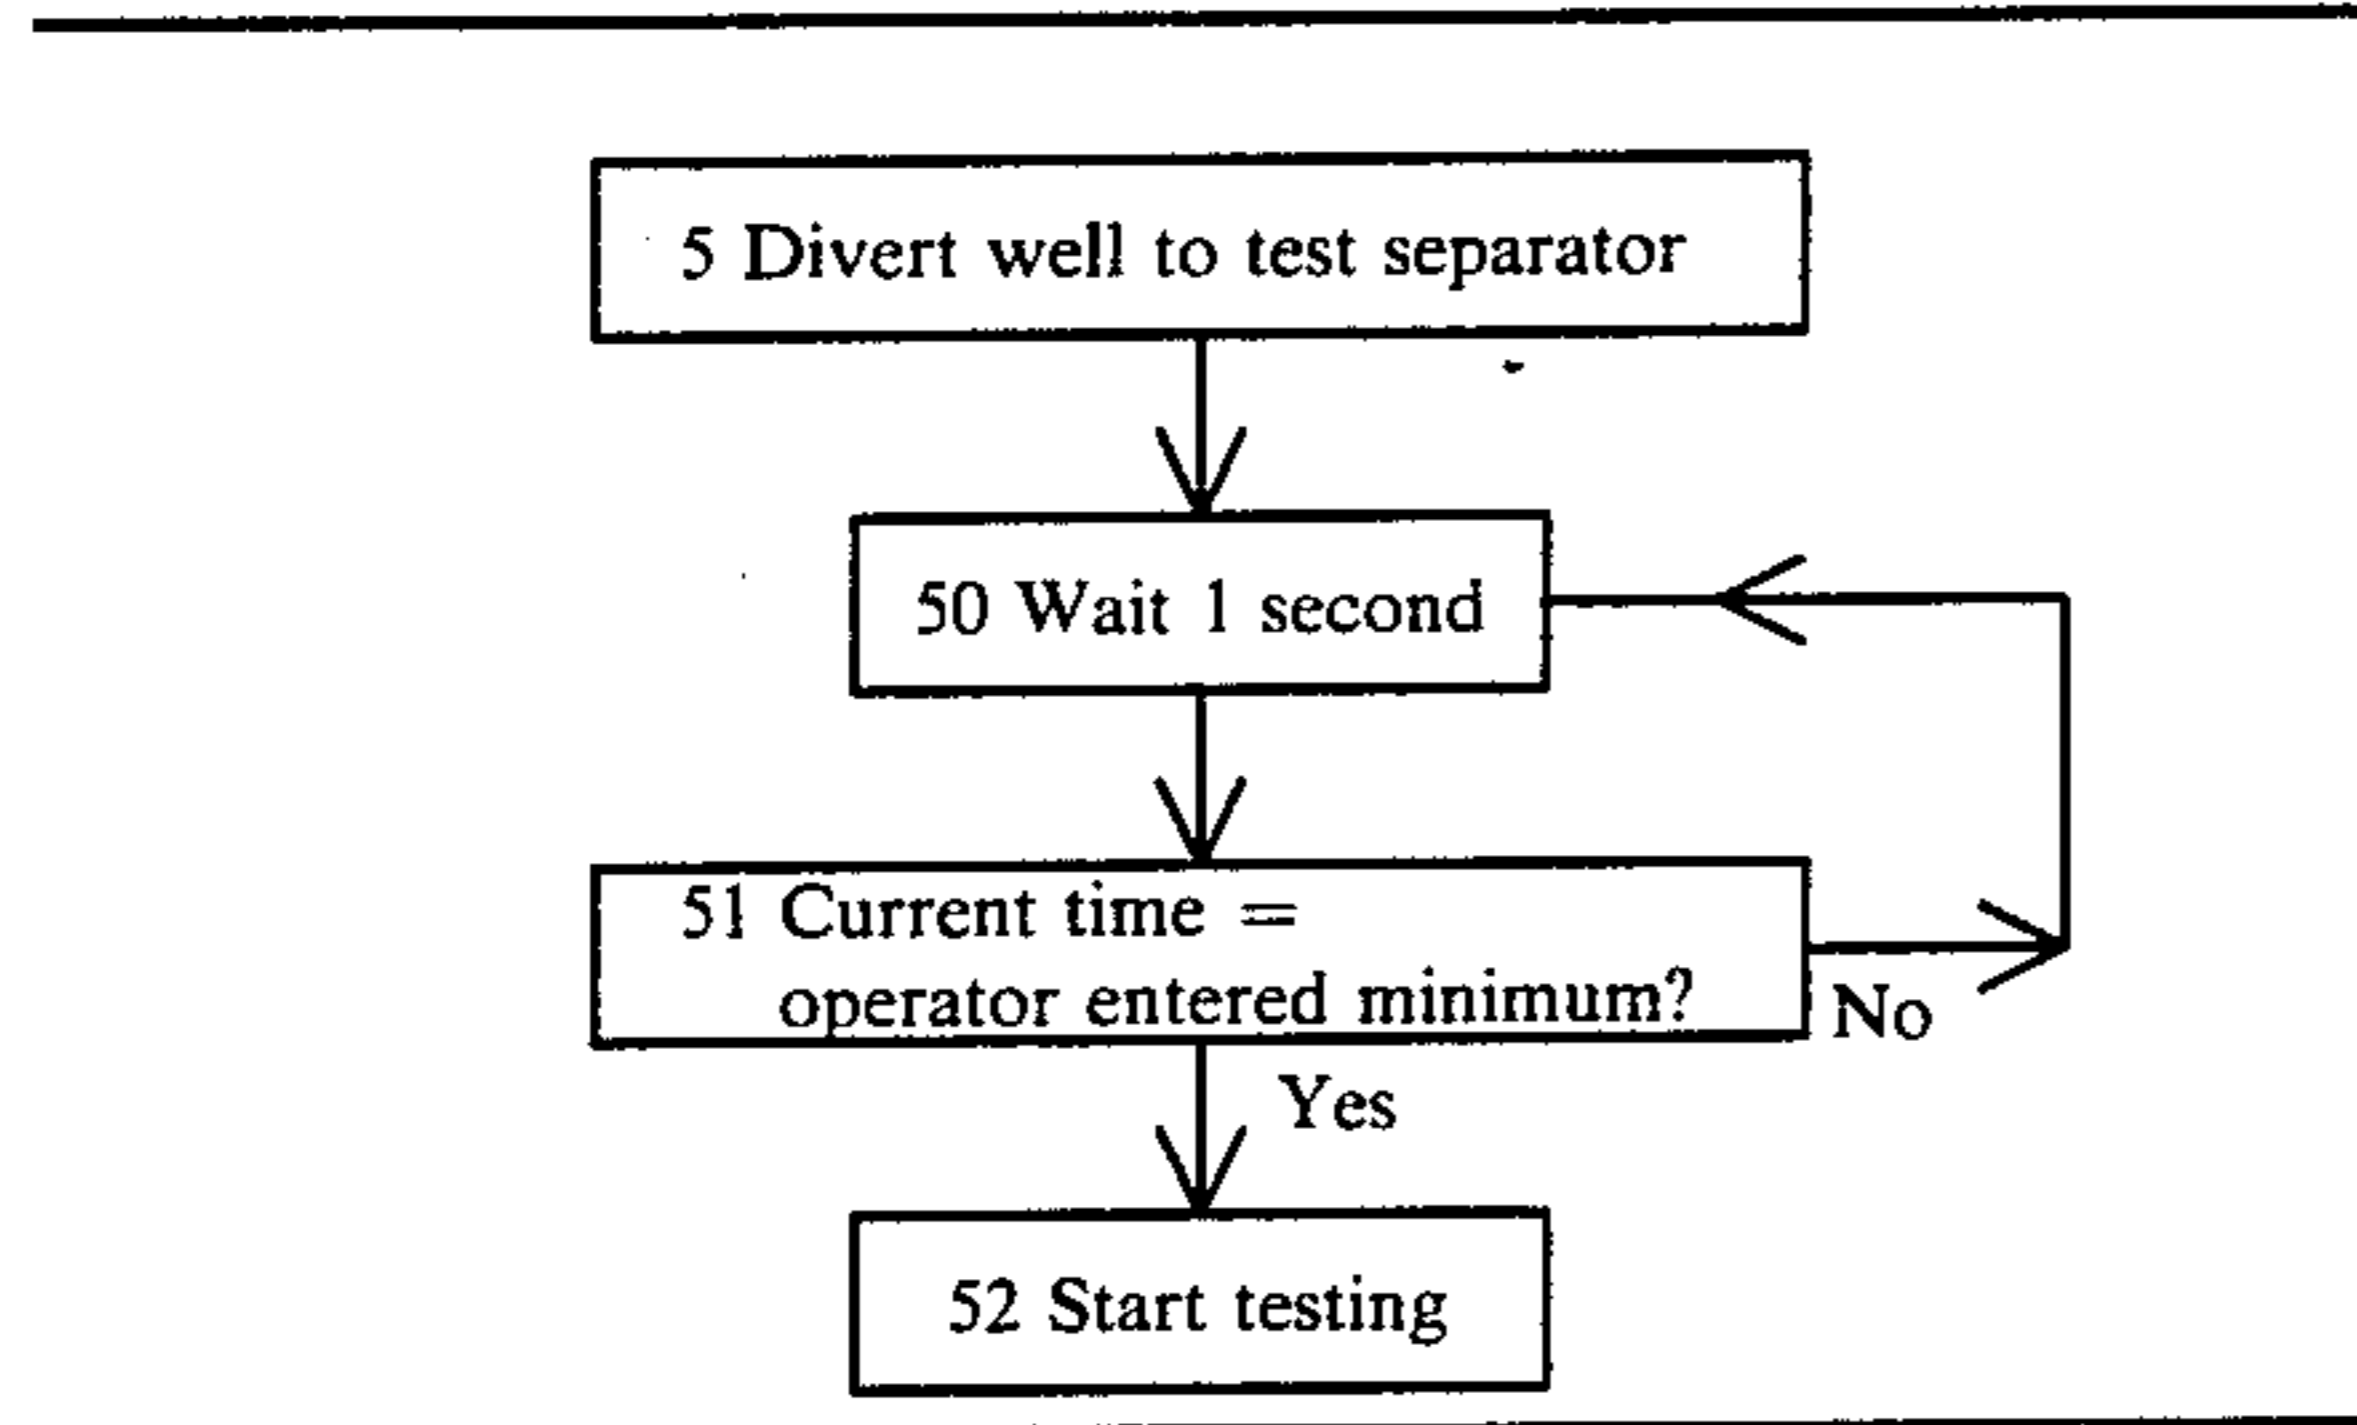 5 Divert well to test separator
50 Wait 1 second
51 Current time =
operator entered minimum?
No
Yes
52 Start testing